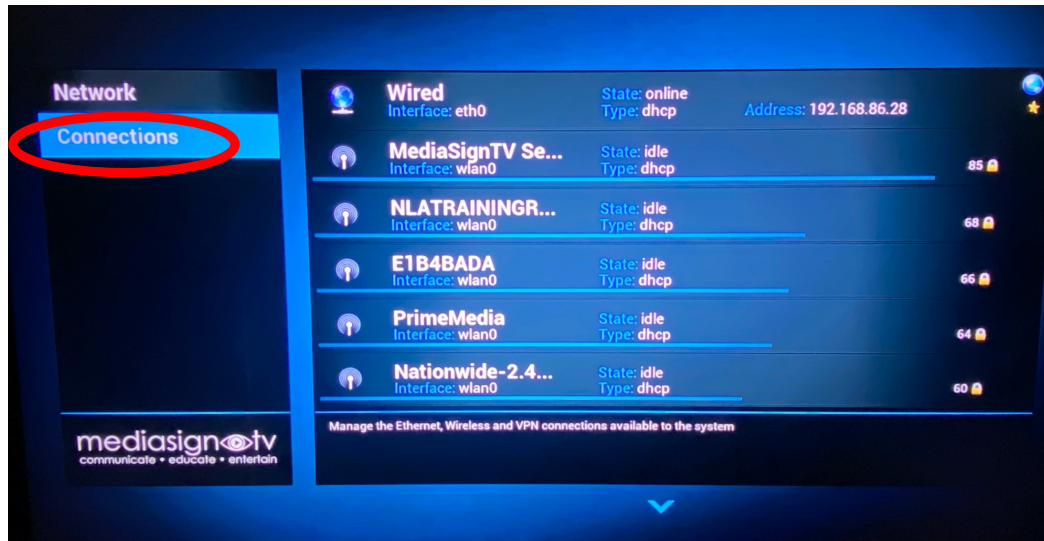 Network
Connections
Wired
Interface: eth0
State: online
Type: dhcp
Address: 192.168.86.28
MediaSignTV Se...
Interface: wlan0
State: idle
Type: dhcp
85
NLATRAININGR...
Interface: wlan0
State: idle
Type: dhcp
68
E1B4BADA
Interface: wlan0
State: idle
Type: dhcp
66
PrimeMedia
Interface: wlan0
State: idle
Type: dhcp
64
Nationwide-2.4...
Interface: wlan0
State: idle
Type: dhcp
60
Manage the Ethernet, Wireless and VPN connections available to the system
mediasign tv
communicate • educate • entertain